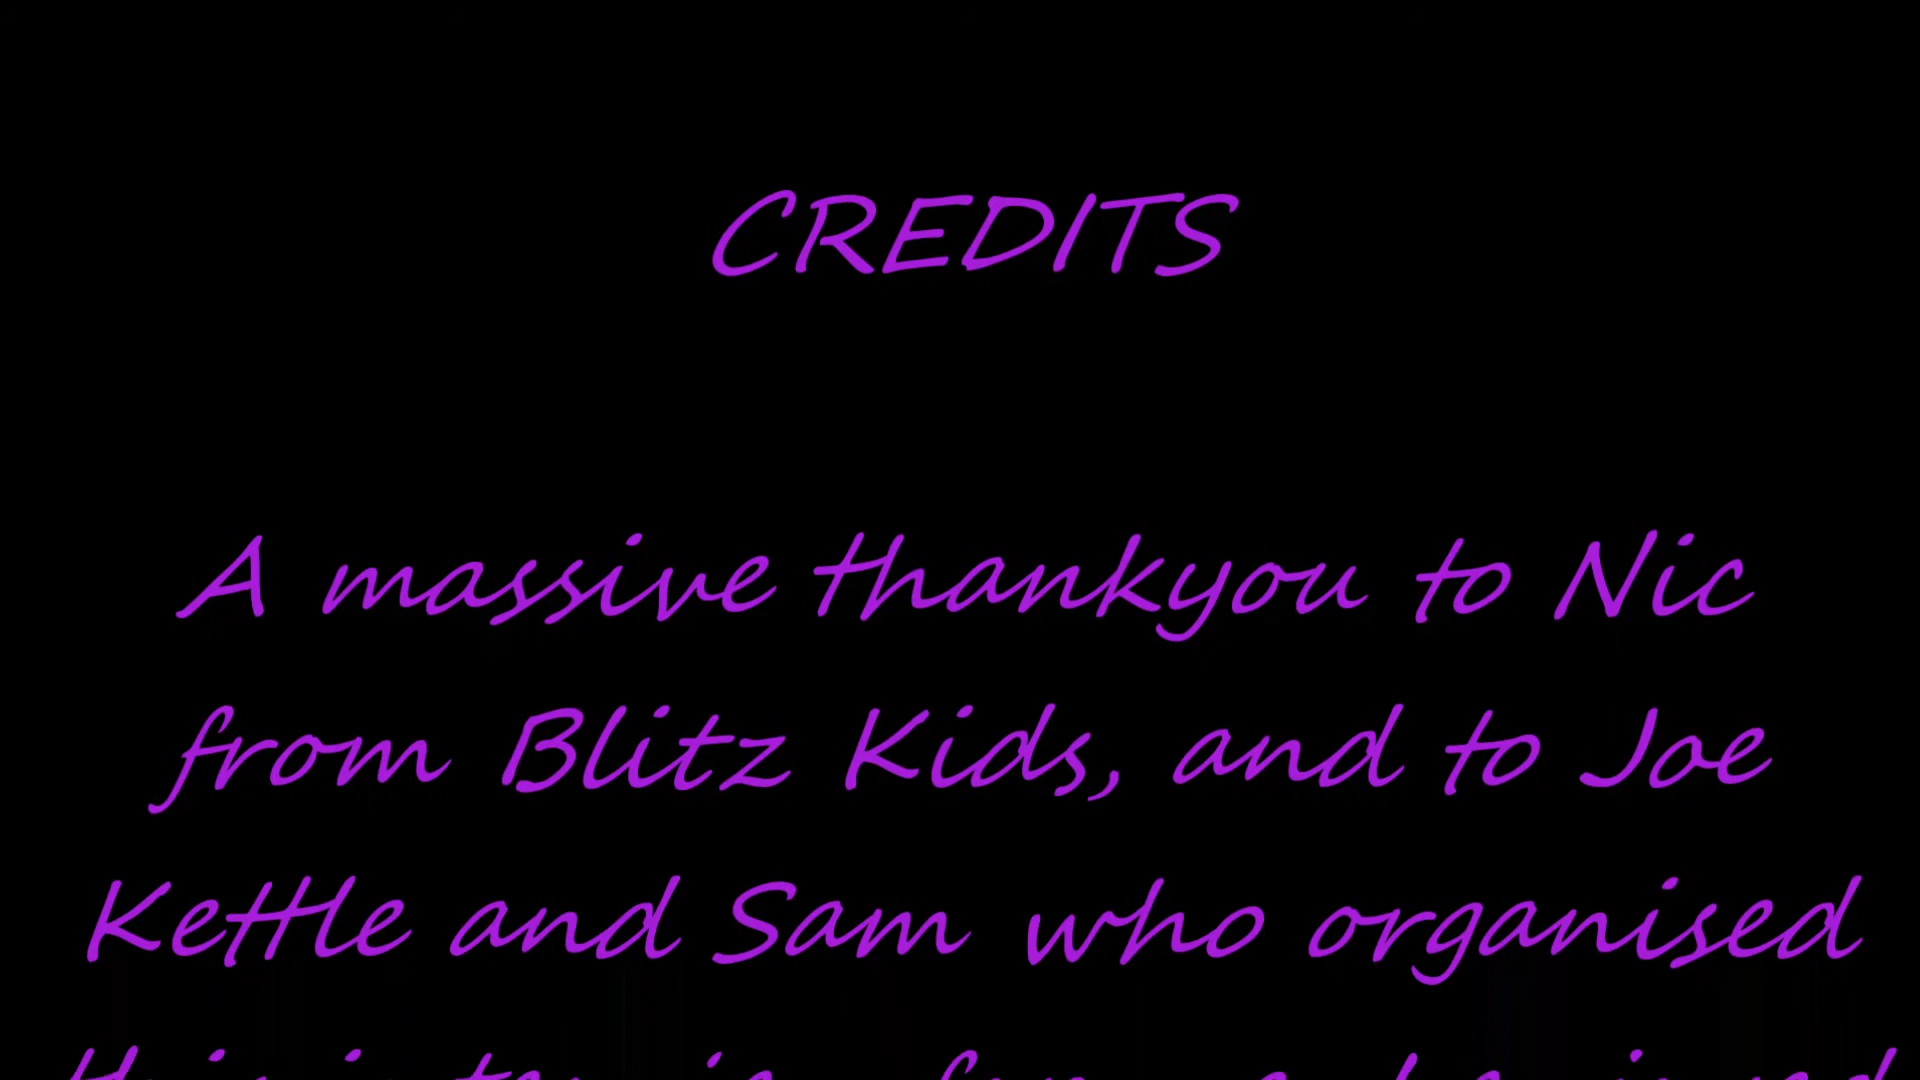 CREDITS
A massive thankyou to Nic
from Blitz Kids, and to Joe
Kettle and Sam who organised